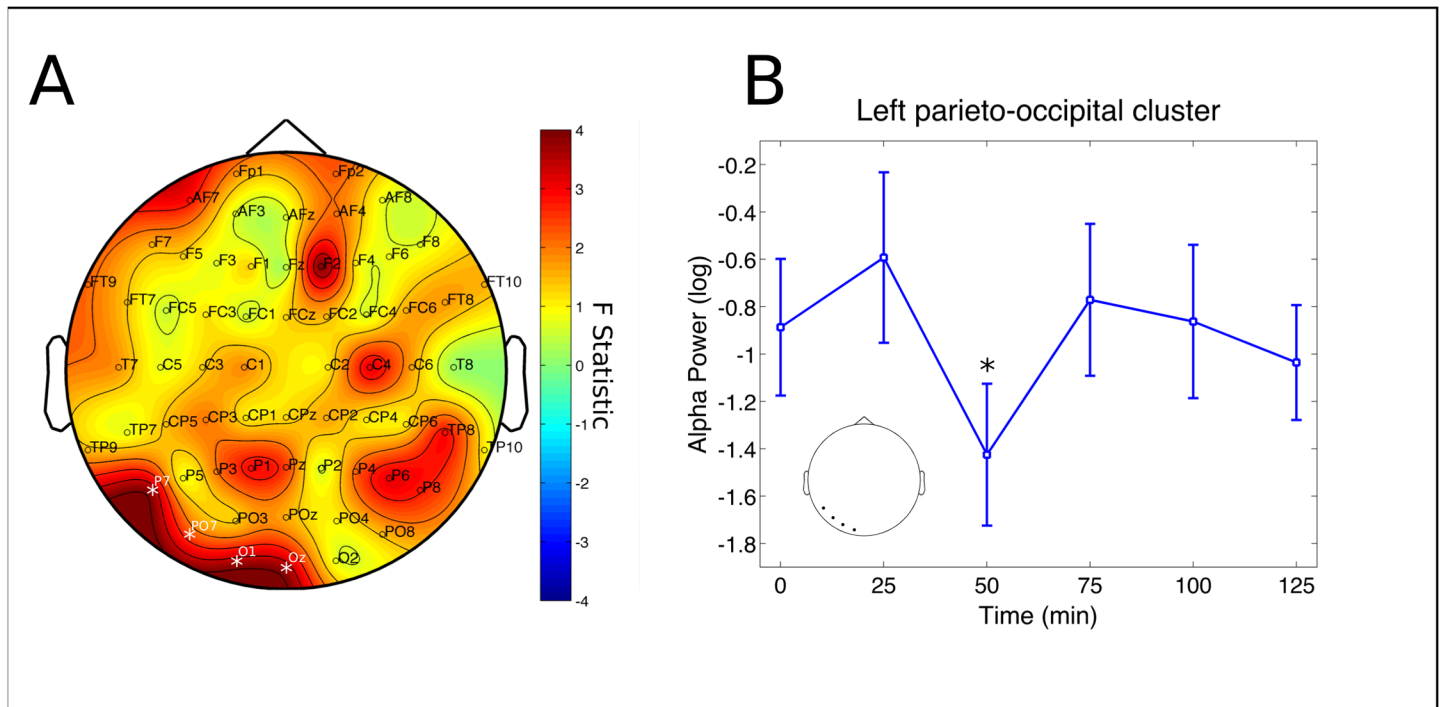 A
Fp1 Fp2
AF7 AF8
AF3 AFz AF4
F7 F8
F5 F3 F1 Fz F2 F4 F6
FT9 FT10
FT7 FT8
FC5 FC3 FC1 FCz FC2 FC4 FC6
T7 C5 C3 C1 C2 C4 C6 T8
CP5 CP3 CP1 CPz CP2 CP4 CP6
TP7 TP8
TP9 TP10
P7 P5 P3 P1 Pz P2 P4 P6 P8
PO7 PO3 POz PO4 PO8
O1 Oz O2
* * * *
4
3
2
1
0
-1
-2
-3
-4
F Statistic
B
Left parieto-occipital cluster
-0.2
-0.4
-0.6
-0.8
-1
-1.2
-1.4
-1.6
-1.8
Alpha Power (log)
*
0 25 50 75 100 125
Time (min)